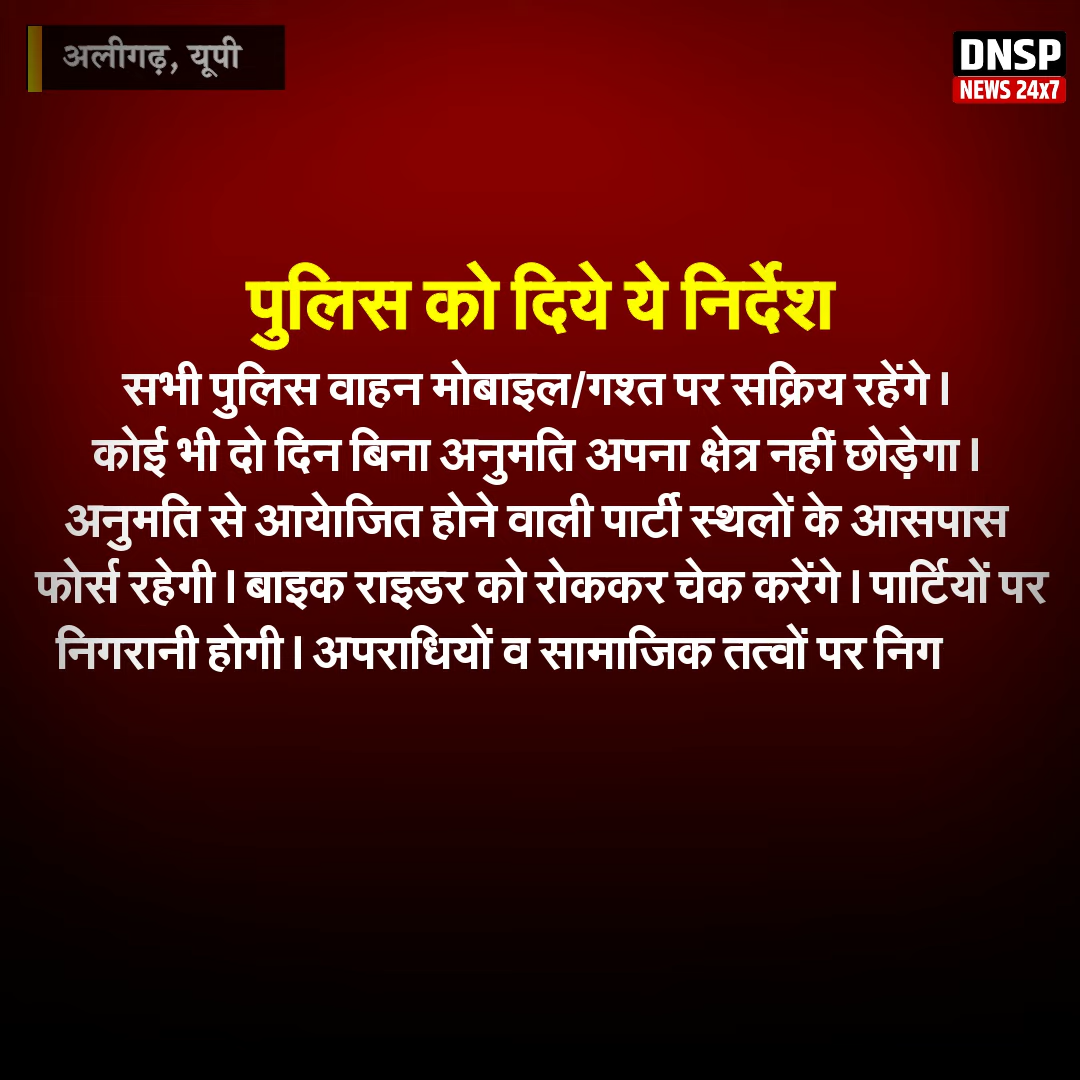 अलीगढ़, यूपी
DNSP
NEWS 24x7
पुलिस को दिये ये निर्देश
सभी पुलिस वाहन मोबाइल/गश्त पर सक्रिय रहेंगे।
कोई भी दो दिन बिना अनुमति अपना क्षेत्र नहीं छोड़ेगा।
अनुमति से आयोजित होने वाली पार्टी स्थलों के आसपास
फोर्स रहेगी। बाइक राइडर को रोककर चेक करेंगे। पार्टियों पर
निगरानी होगी। अपराधियों व सामाजिक तत्वों पर निग